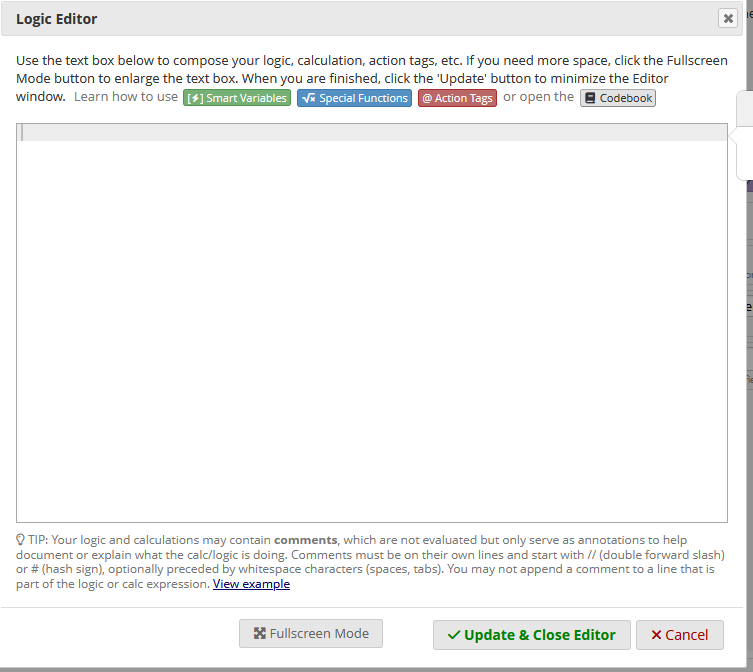 Logic Editor
Use the text box below to compose your logic, calculation, action tags, etc. If you need more space, click the Fullscreen
Mode button to enlarge the text box. When you are finished, click the 'Update' button to minimize the Editor
window. Learn how to use [⚡] Smart Variables √x Special Functions @ Action Tags or open the Codebook
TIP: Your logic and calculations may contain comments, which are not evaluated but only serve as annotations to help
document or explain what the calc/logic is doing. Comments must be on their own lines and start with // (double forward slash)
or # (hash sign), optionally preceded by whitespace characters (spaces, tabs). You may not append a comment to a line that is
part of the logic or calc expression. View example
Fullscreen Mode
Update & Close Editor
Cancel